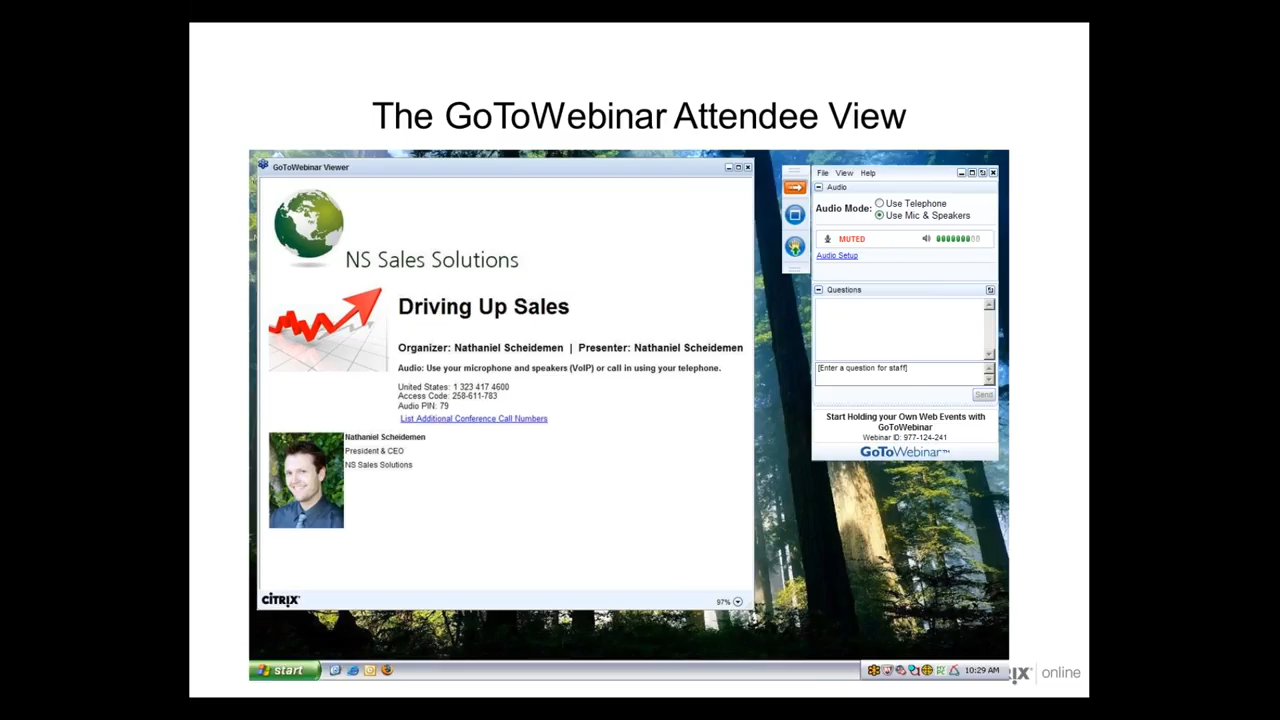 The GoToWebinar Attendee View
GoToWebinar Viewer
NS Sales Solutions
Driving Up Sales
Organizer: Nathaniel Scheidemen | Presenter: Nathaniel Scheidemen
Audio: Use your microphone and speakers (VoIP) or call in using your telephone.
United States: 1 323 417 4600
Access Code: 258-611-783
Audio PIN: 79
List Additional Conference Call Numbers
Nathaniel Scheidemen
President & CEO
NS Sales Solutions
CITRIX
97%
File View Help
Audio
Audio Mode: Use Telephone
Use Mic & Speakers
MUTED
Audio Setup
Questions
[Enter a question for staff]
Send
Start Holding your Own Web Events with
GoToWebinar
Webinar ID: 977-124-241
GoToWebinar™
start
10:29 AM
online